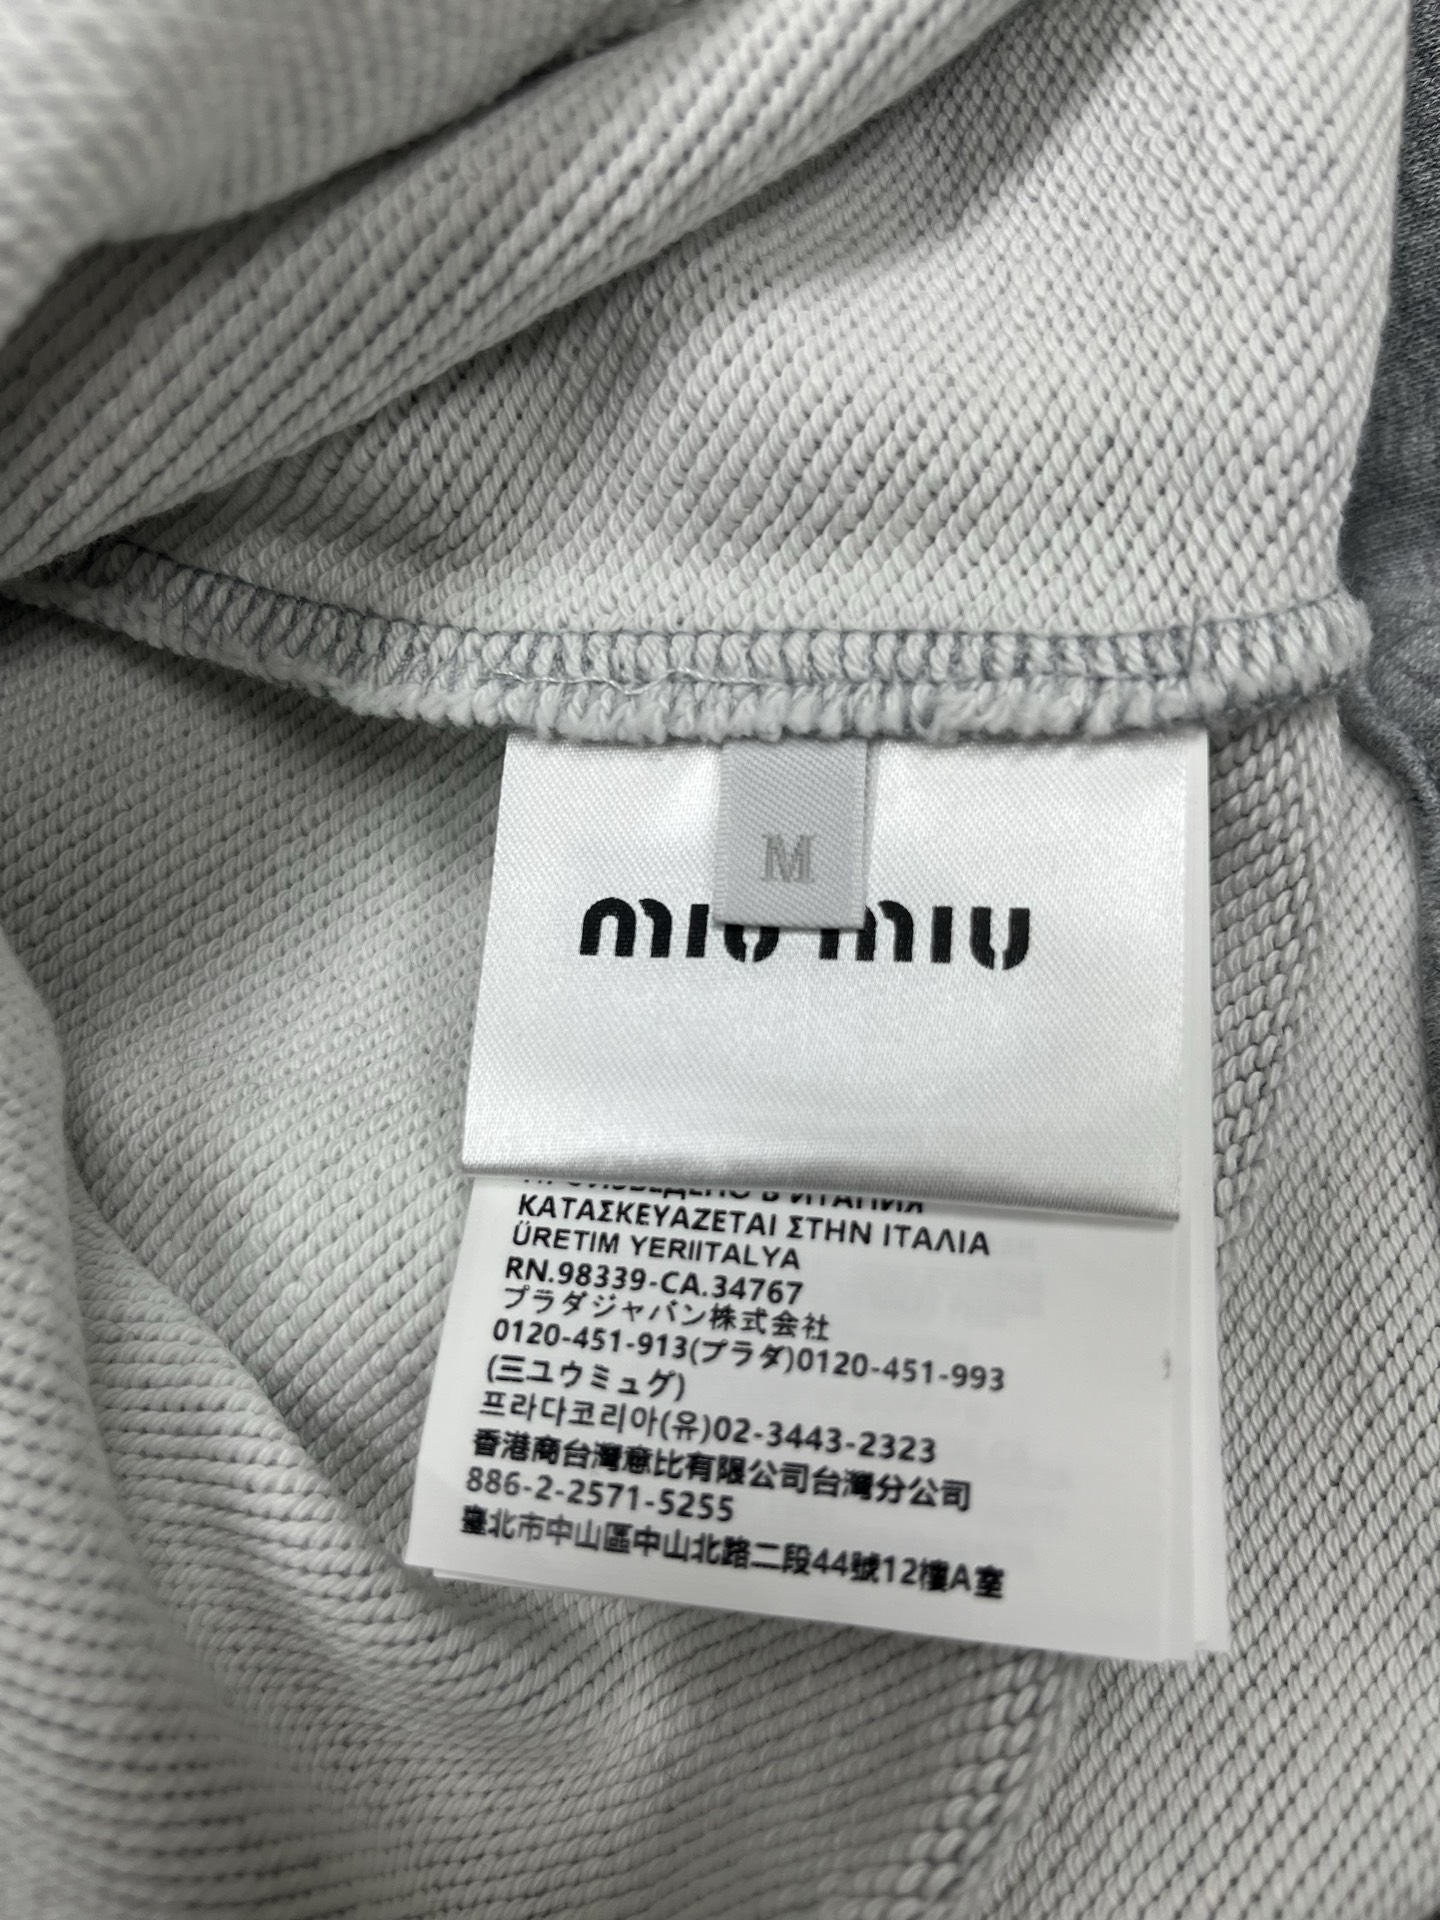 M
miu miu
ПРОИЗВЕДЕНО В ИТАЛИЯ
ΚΑΤΑΣΚΕΥΑΖΕΤΑΙ ΣΤΗΝ ΙΤΑΛΙΑ
ÜRETIM YERIITALYA
RN.98339-CA.34767
プラダジャパン株式会社
0120-451-913(プラダ)0120-451-993
(三ユウミュグ)
프라다코리아(유)02-3443-2323
香港商台灣意比有限公司台灣分公司
886-2-2571-5255
臺北市中山區中山北路二段44號12樓A室